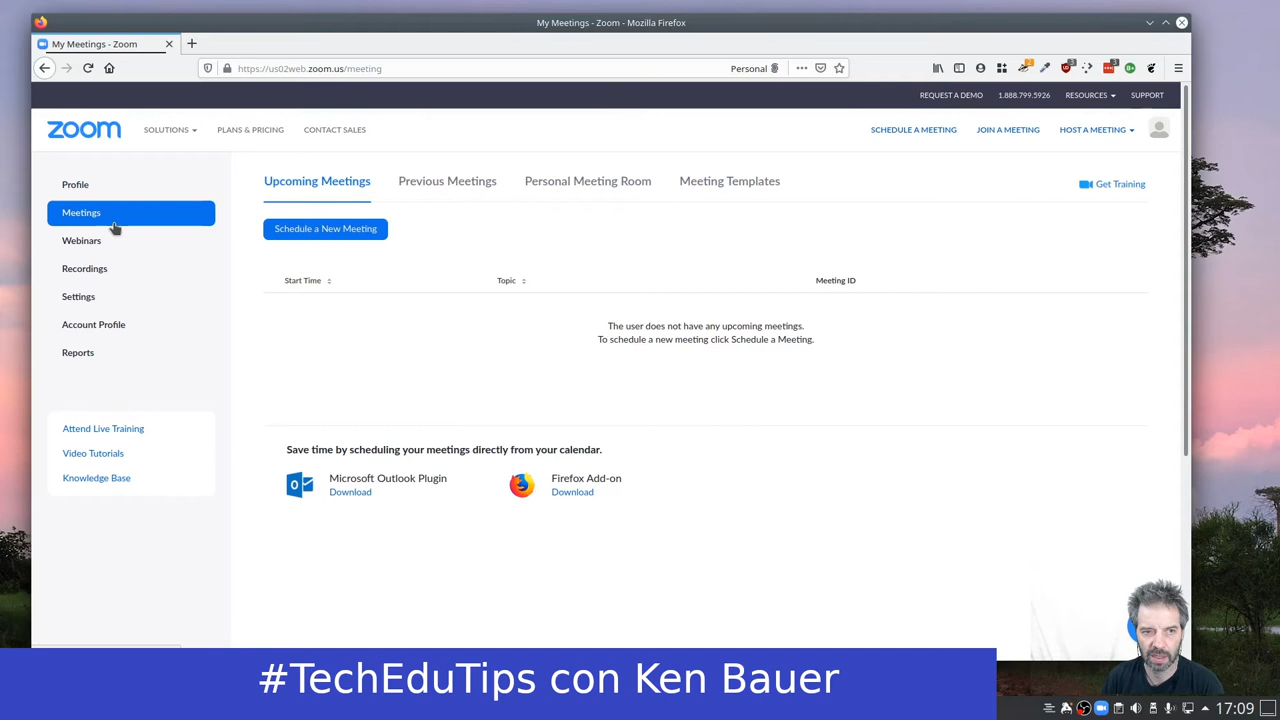 My Meetings - Zoom - Mozilla Firefox
My Meetings - Zoom
https://us02web.zoom.us/meeting
Personal
REQUEST A DEMO
1.888.799.5926
RESOURCES
SUPPORT
zoom
SOLUTIONS
PLANS & PRICING
CONTACT SALES
SCHEDULE A MEETING
JOIN A MEETING
HOST A MEETING
Profile
Meetings
Webinars
Recordings
Settings
Account Profile
Reports
Attend Live Training
Video Tutorials
Knowledge Base
Upcoming Meetings
Previous Meetings
Personal Meeting Room
Meeting Templates
Get Training
Schedule a New Meeting
Start Time
Topic
Meeting ID
The user does not have any upcoming meetings.
To schedule a new meeting click Schedule a Meeting.
Save time by scheduling your meetings directly from your calendar.
Microsoft Outlook Plugin
Download
Firefox Add-on
Download
#TechEduTips con Ken Bauer
17:09